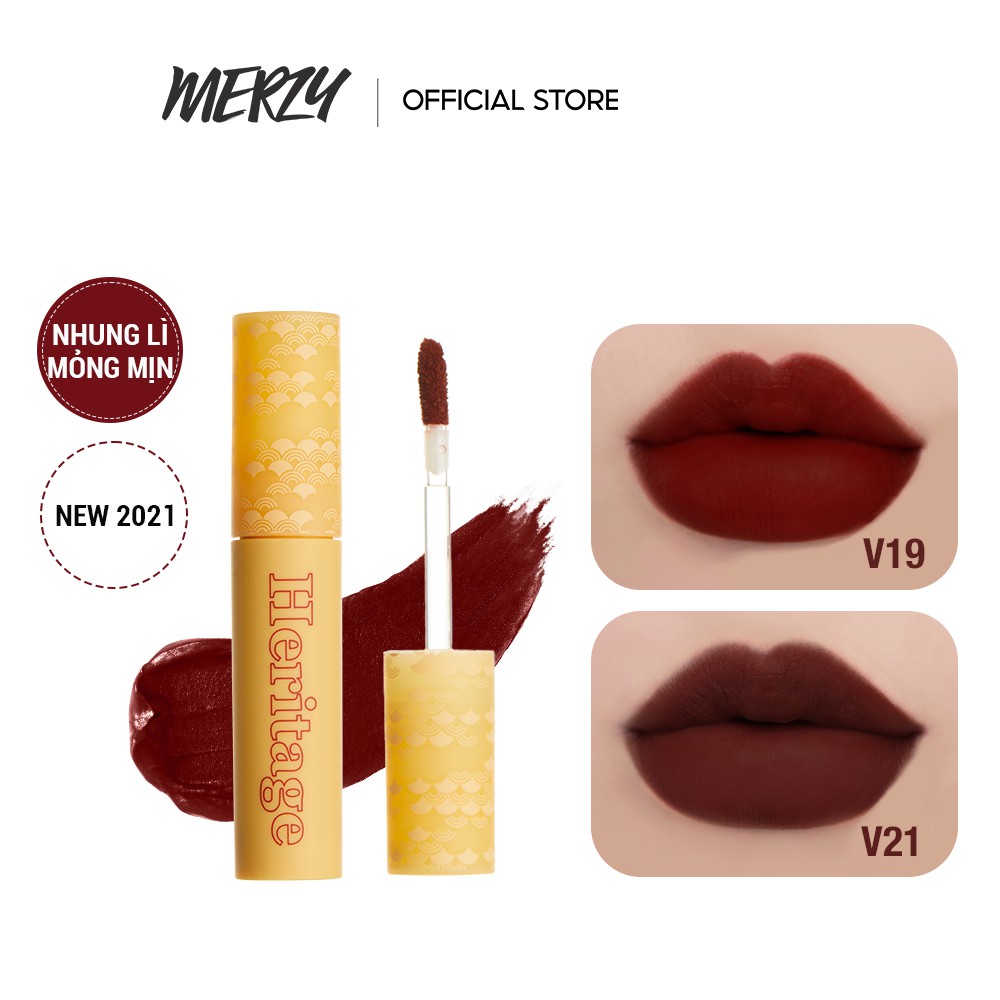 MERZY
OFFICIAL STORE
NHUNG LÌ
MỎNG MỊN
NEW 2021
Heritage
V19
V21